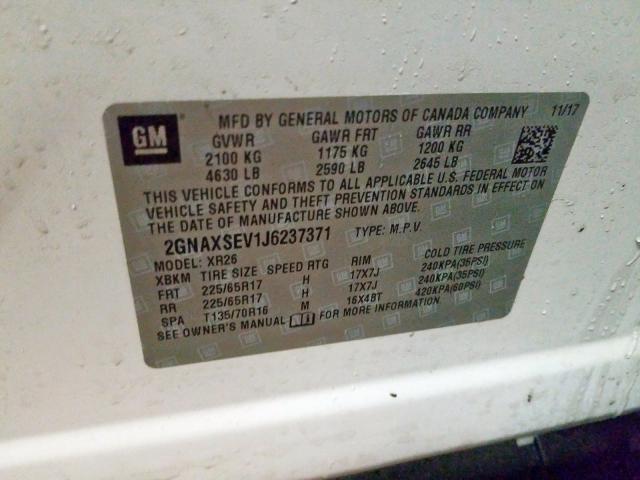 GM
MFD BY GENERAL MOTORS OF CANADA COMPANY 11/17
GVWR GAWR FRT GAWR RR
2100 KG 1175 KG 1200 KG
4630 LB 2590 LB 2645 LB
THIS VEHICLE CONFORMS TO ALL APPLICABLE U.S. FEDERAL MOTOR
VEHICLE SAFETY AND THEFT PREVENTION STANDARDS IN EFFECT ON
THE DATE OF MANUFACTURE SHOWN ABOVE.
2GNAXSEV1J6237371 TYPE: M.P.V.
MODEL: XR26
XBKM TIRE SIZE SPEED RTG RIM COLD TIRE PRESSURE
FRT 225/65R17 H 17X7J 240KPA(35PSI)
RR 225/65R17 H 17X7J 240KPA(35PSI)
SPA T135/70R16 M 16X4BT 420KPA(60PSI)
SEE OWNER'S MANUAL FOR MORE INFORMATION.